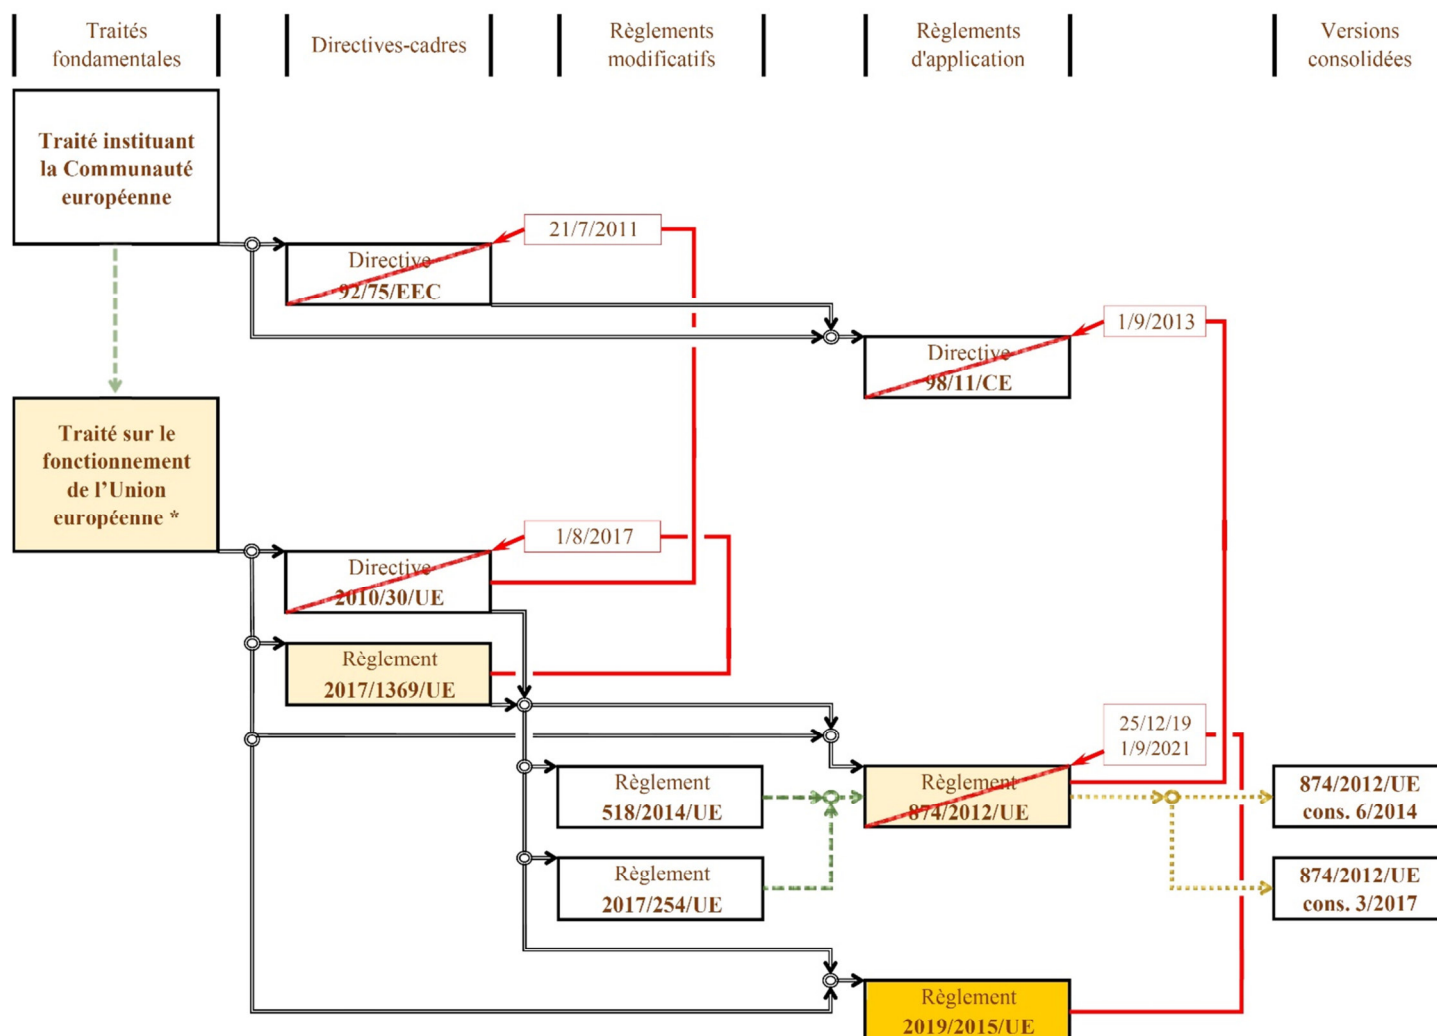 Traités
fondamentales
Directives-cadres
Règlements
modificatifs
Règlements
d'application
Versions
consolidées
Traité instituant
la Communauté
européenne
21/7/2011
Directive
92/75/EEC
1/9/2013
Directive
98/11/CE
Traité sur le
fonctionnement
de l’Union
européenne *
1/8/2017
Directive
2010/30/UE
Règlement
2017/1369/UE
25/12/19
1/9/2021
Règlement
518/2014/UE
Règlement
874/2012/UE
874/2012/UE
cons. 6/2014
Règlement
2017/254/UE
874/2012/UE
cons. 3/2017
Règlement
2019/2015/UE